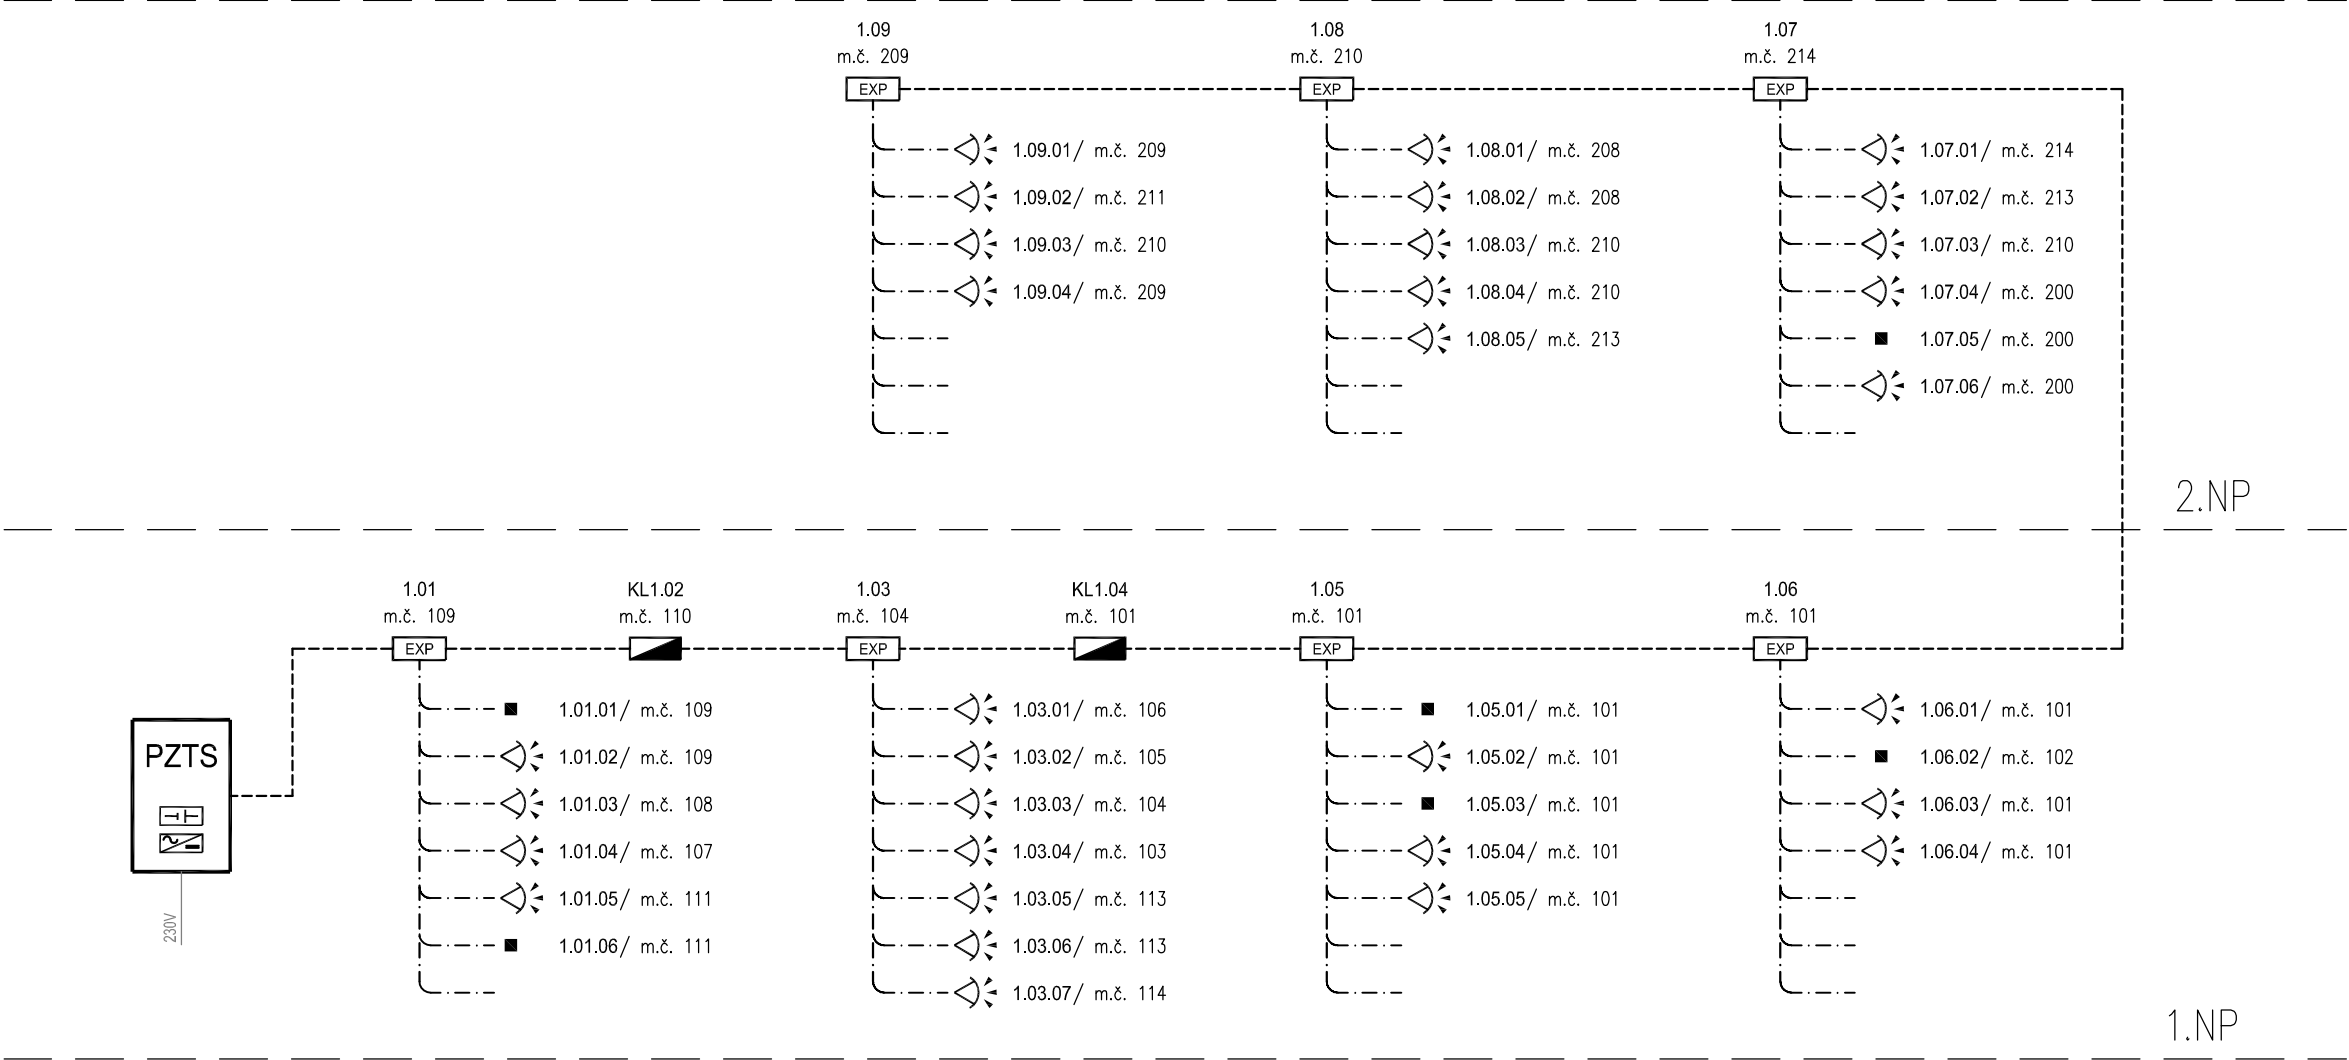 1.09
m.č. 209
EXP
1.09.01/ m.č. 209
1.09.02/ m.č. 211
1.09.03/ m.č. 210
1.09.04/ m.č. 209
1.08
m.č. 210
EXP
1.08.01/ m.č. 208
1.08.02/ m.č. 208
1.08.03/ m.č. 210
1.08.04/ m.č. 210
1.08.05/ m.č. 213
1.07
m.č. 214
EXP
1.07.01/ m.č. 214
1.07.02/ m.č. 213
1.07.03/ m.č. 210
1.07.04/ m.č. 200
1.07.05/ m.č. 200
1.07.06/ m.č. 200
2.NP
PZTS
230V
1.01
m.č. 109
EXP
1.01.01/ m.č. 109
1.01.02/ m.č. 109
1.01.03/ m.č. 108
1.01.04/ m.č. 107
1.01.05/ m.č. 111
1.01.06/ m.č. 111
KL1.02
m.č. 110
1.03
m.č. 104
EXP
1.03.01/ m.č. 106
1.03.02/ m.č. 105
1.03.03/ m.č. 104
1.03.04/ m.č. 103
1.03.05/ m.č. 113
1.03.06/ m.č. 113
1.03.07/ m.č. 114
KL1.04
m.č. 101
1.05
m.č. 101
EXP
1.05.01/ m.č. 101
1.05.02/ m.č. 101
1.05.03/ m.č. 101
1.05.04/ m.č. 101
1.05.05/ m.č. 101
1.06
m.č. 101
EXP
1.06.01/ m.č. 101
1.06.02/ m.č. 102
1.06.03/ m.č. 101
1.06.04/ m.č. 101
1.NP